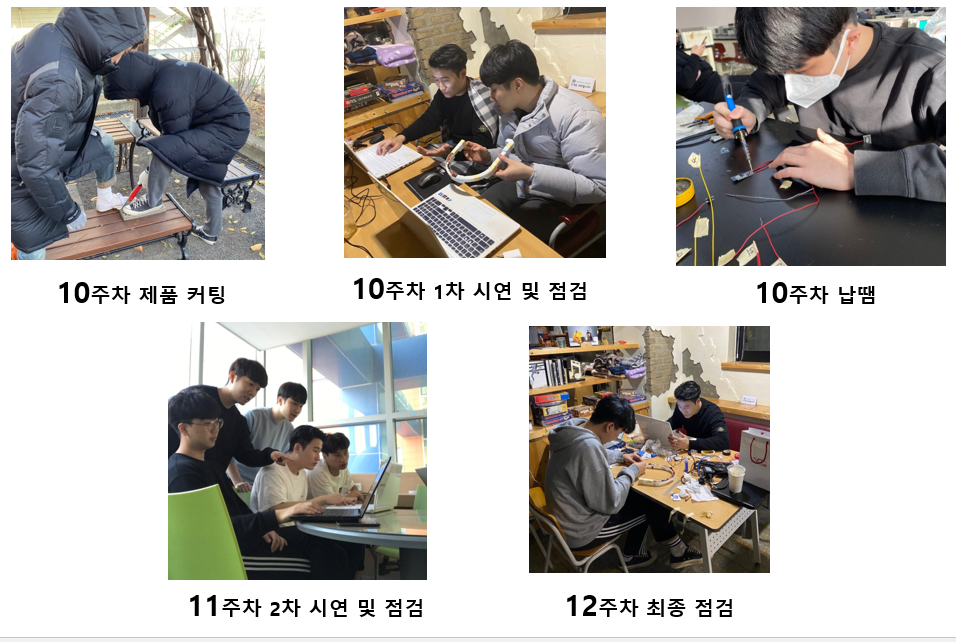 10주차 제품 커팅
10주차 1차 시연 및 점검
10주차 납땜
11주차 2차 시연 및 점검
12주차 최종 점검